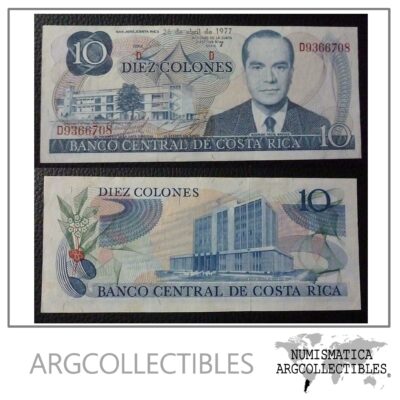 SAN JOSE, COSTA RICA
26 de abril de 1977
D9366708
10
DIEZ COLONES
D9366708
10
BANCO CENTRAL DE COSTA RICA
DIEZ COLONES
10
BANCO CENTRAL DE COSTA RICA
ARGCOLLECTIBLES
NUMISMATICA
ARGCOLLECTIBLES